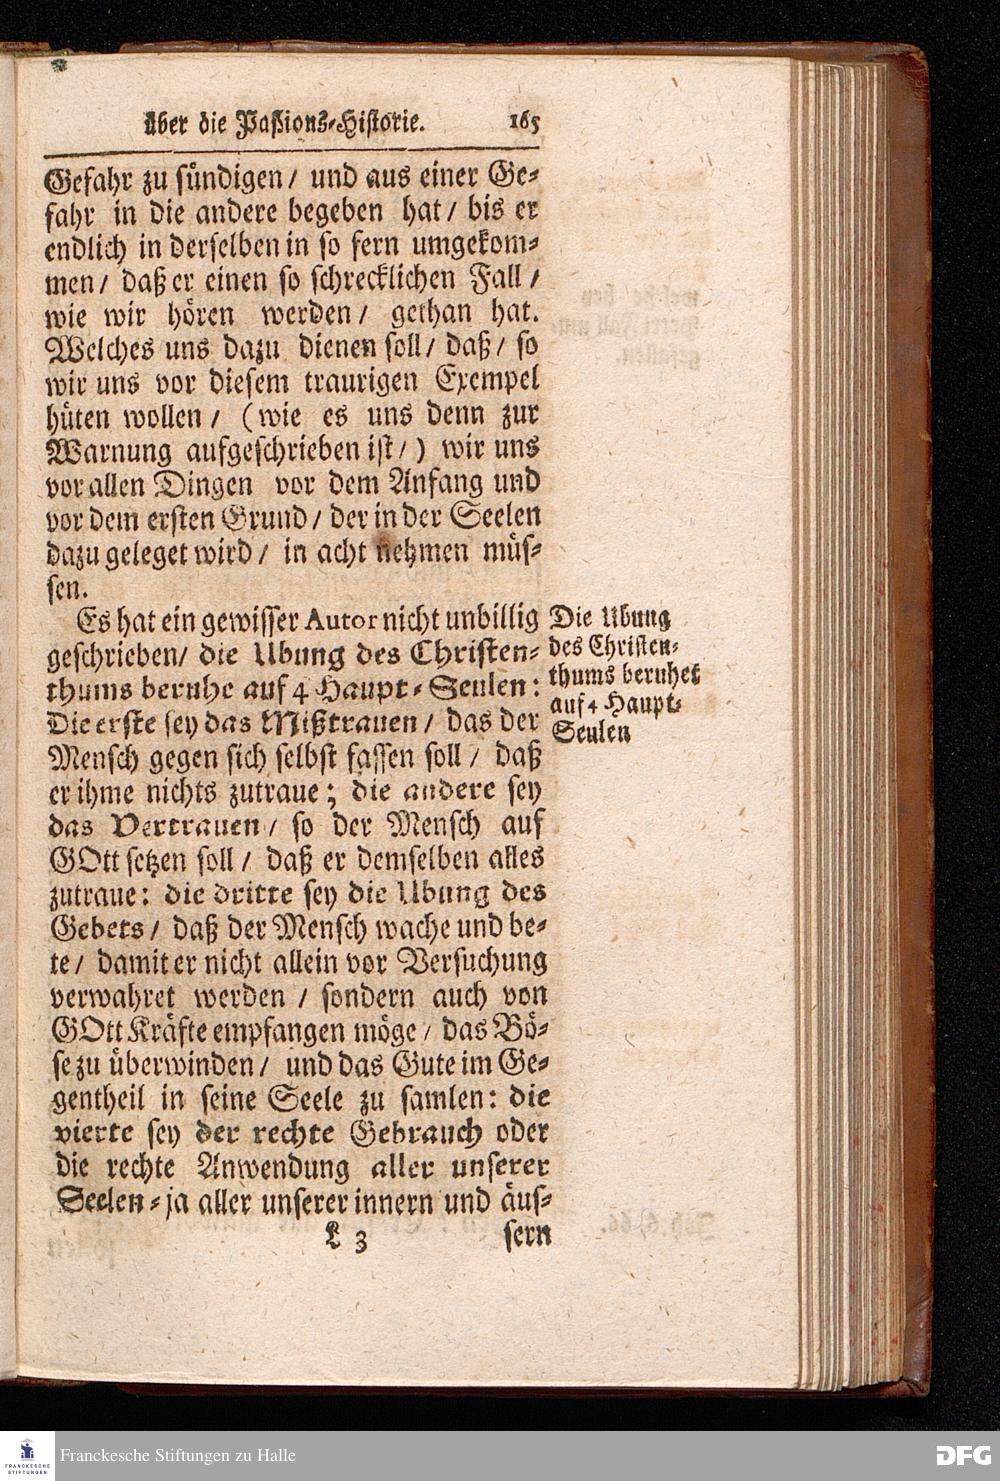 über die Paßions-Historie. 165
Gefahr zu sündigen/ und aus einer Ge-
fahr in die andere begeben hat/ bis er
endlich in derselben in so fern umgekom-
men/ daß er einen so schrecklichen Fall/
wie wir hören werden/ gethan hat.
Welches uns dazu dienen soll/ daß/ so
wir uns vor diesem traurigen Exempel
hüten wollen/ (wie es uns denn zur
Warnung aufgeschrieben ist/) wir uns
vor allen Dingen vor dem Anfang und
vor dem ersten Grund/ der in der Seelen
dazu geleget wird/ in acht nehmen müs-
sen.
Es hat ein gewisser Autor nicht unbillig
geschrieben/ die Ubung des Christen-
thums beruhe auf 4 Haupt-Seulen:
Die erste sey das Mißtrauen/ das der
Mensch gegen sich selbst fassen soll/ daß
er ihme nichts zutraue; die andere sey
das Vertrauen/ so der Mensch auf
GOtt setzen soll/ daß er demselben alles
zutraue: die dritte sey die Ubung des
Gebets/ daß der Mensch wache und be-
te/ damit er nicht allein vor Versuchung
verwahret werden/ sondern auch von
GOtt Kräfte empfangen möge/ das Bö-
se zu überwinden/ und das Gute im Ge-
gentheil in seine Seele zu samlen: die
vierte sey der rechte Gebrauch oder
die rechte Anwendung aller unserer
Seelen-ja aller unserer innern und äus-
L 3 sern
Die Ubung
des Christen-
thums beruhet
auf 4 Haupt-
Seulen
Franckesche Stiftungen zu Halle
FRANCKESCHE
STIFTUNGEN
DFG